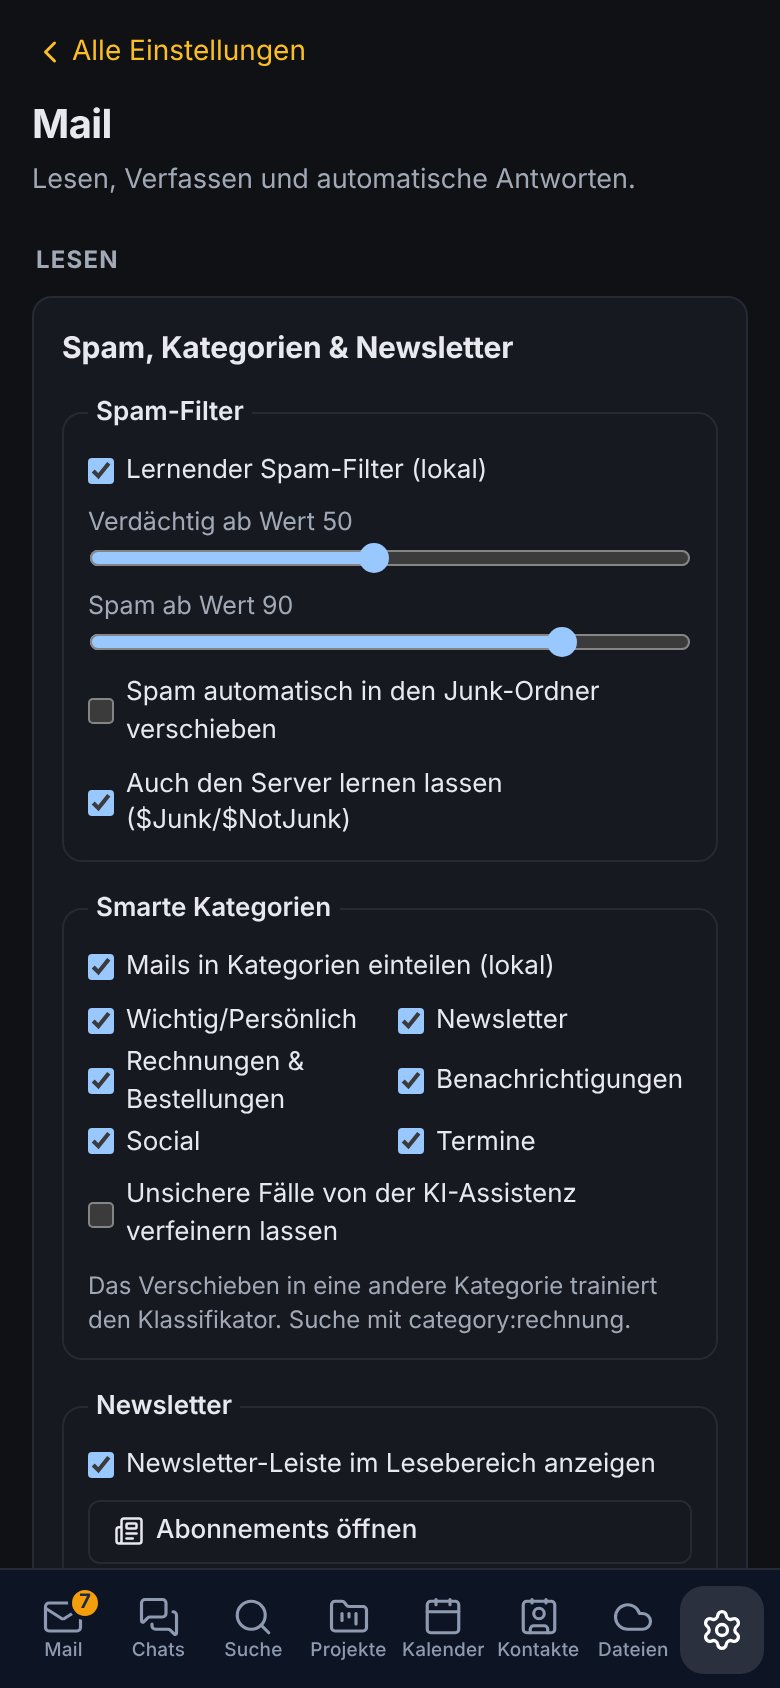 Alle Einstellungen
Mail
Lesen, Verfassen und automatische Antworten.
LESEN
Spam, Kategorien & Newsletter
Spam-Filter
Lernender Spam-Filter (lokal)
Verdächtig ab Wert 50
Spam ab Wert 90
Spam automatisch in den Junk-Ordner
verschieben
Auch den Server lernen lassen
($Junk/$NotJunk)
Smarte Kategorien
Mails in Kategorien einteilen (lokal)
Wichtig/Persönlich
Newsletter
Rechnungen &
Bestellungen
Benachrichtigungen
Social
Termine
Unsichere Fälle von der KI-Assistenz
verfeinern lassen
Das Verschieben in eine andere Kategorie trainiert
den Klassifikator. Suche mit category:rechnung.
Newsletter
Newsletter-Leiste im Lesebereich anzeigen
Abonnements öffnen
7
Mail
Chats
Suche
Projekte
Kalender
Kontakte
Dateien